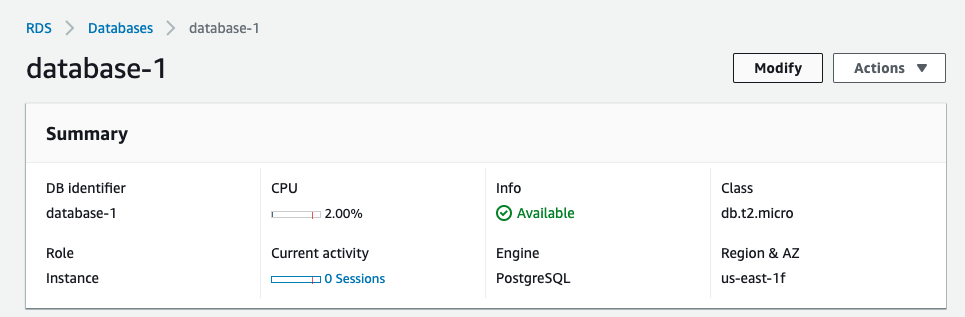 RDS > Databases > database-1
database-1
Modify
Actions ▼
Summary
DB identifier
database-1
CPU
2.00%
Info
Available
Class
db.t2.micro
Role
Instance
Current activity
0 Sessions
Engine
PostgreSQL
Region & AZ
us-east-1f